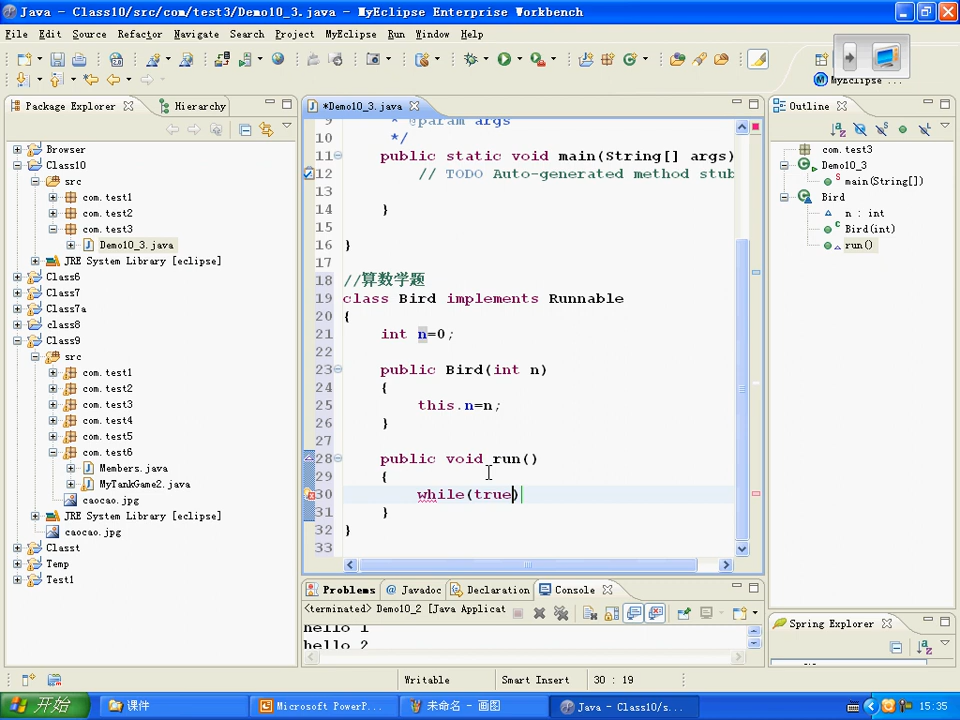 Java - Class10/src/com/test3/Demo10_3.java - MyEclipse Enterprise Workbench
File Edit Source Refactor Navigate Search Project MyEclipse Run Window Help
MyEclipse
Package Explorer
Hierarchy
Browser
Class10
src
com.test1
com.test2
com.test3
Demo10_3.java
JRE System Library [eclipse]
Class6
Class7
Class7a
class8
Class9
src
com.test1
com.test2
com.test3
com.test4
com.test5
com.test6
Members.java
MyTankGame2.java
caocao.jpg
JRE System Library [eclipse]
caocao.jpg
Classt
Temp
Test1
*Demo10_3.java
9 * @param args
10 */
11 public static void main(String[] args)
12 // TODO Auto-generated method stub
13
14 }
15
16 }
17
18 //算数学题
19 class Bird implements Runnable
20 {
21 int n=0;
22
23 public Bird(int n)
24 {
25 this.n=n;
26 }
27
28 public void run()
29 {
30 while(true)
31 }
32 }
33
Outline
com.test3
Demo10_3
main(String[])
Bird
n : int
Bird(int)
run()
Problems @ Javadoc Declaration Console
<terminated> Demo10_2 [Java Applicat
hello 1
hello 2
Spring Explorer
Writable Smart Insert 30 : 19
开始 课件 Microsoft PowerP... 未命名 - 画图 Java - Class10/s... 15:35